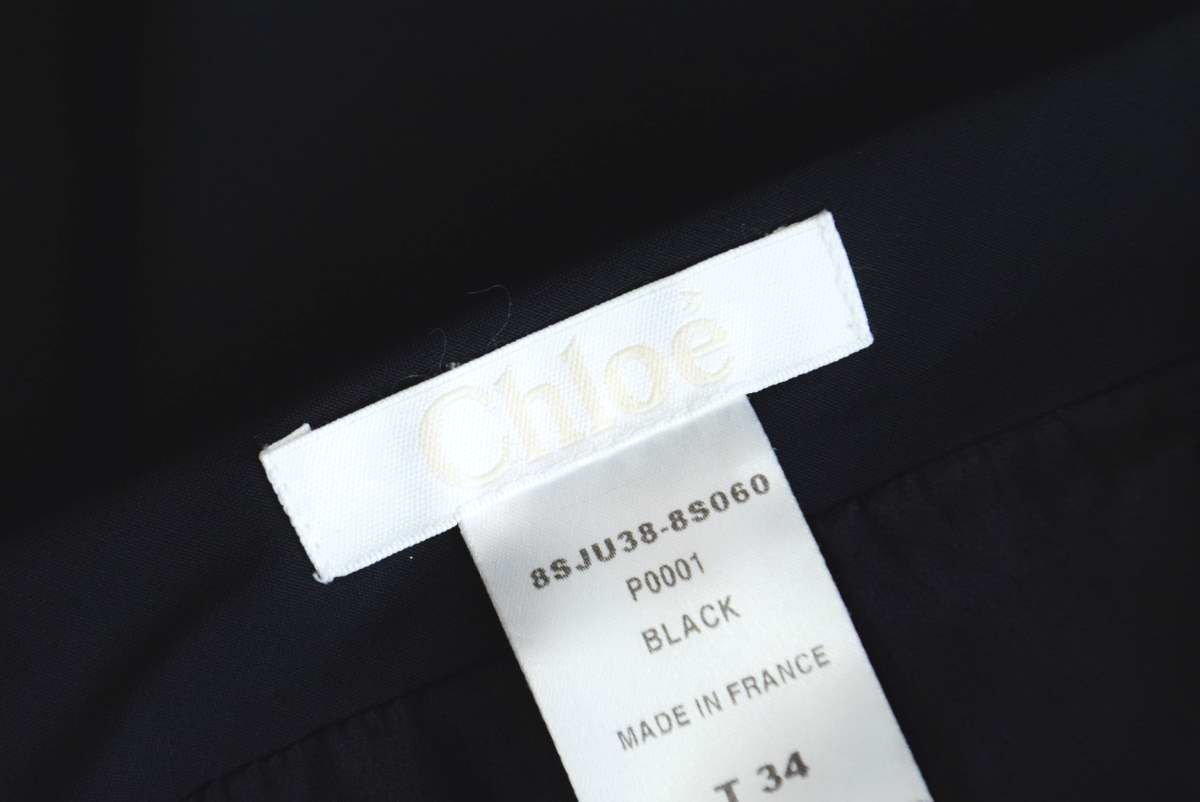 Chloé
8SJU38-8S060
P0001
BLACK
MADE IN FRANCE
T 34